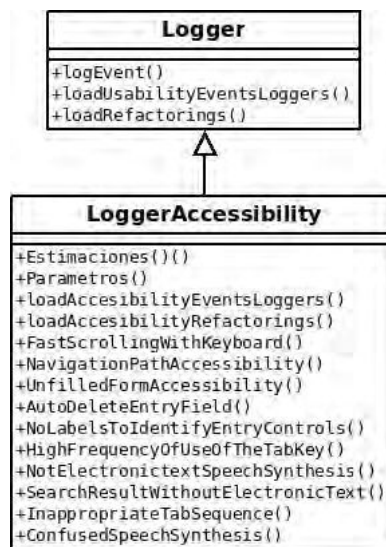 Logger
+logEvent()
+loadUsabilityEventsLoggers()
+loadRefactorings()
LoggerAccessibility
+Estimaciones()()
+Parametros()
+loadAccesibilityEventsLoggers()
+loadAccesibilityRefactorings()
+FastScrollingWithKeyboard()
+NavigationPathAccessibility()
+UnfilledFormAccessibility()
+AutoDeleteEntryField()
+NoLabelsToIdentifyEntryControls()
+HighFrequencyOfUseOfTheTabKey()
+NotElectronictextSpeechSynthesis()
+SearchResultWithoutElectronicText()
+InappropriateTabSequence()
+ConfusedSpeechSynthesis()